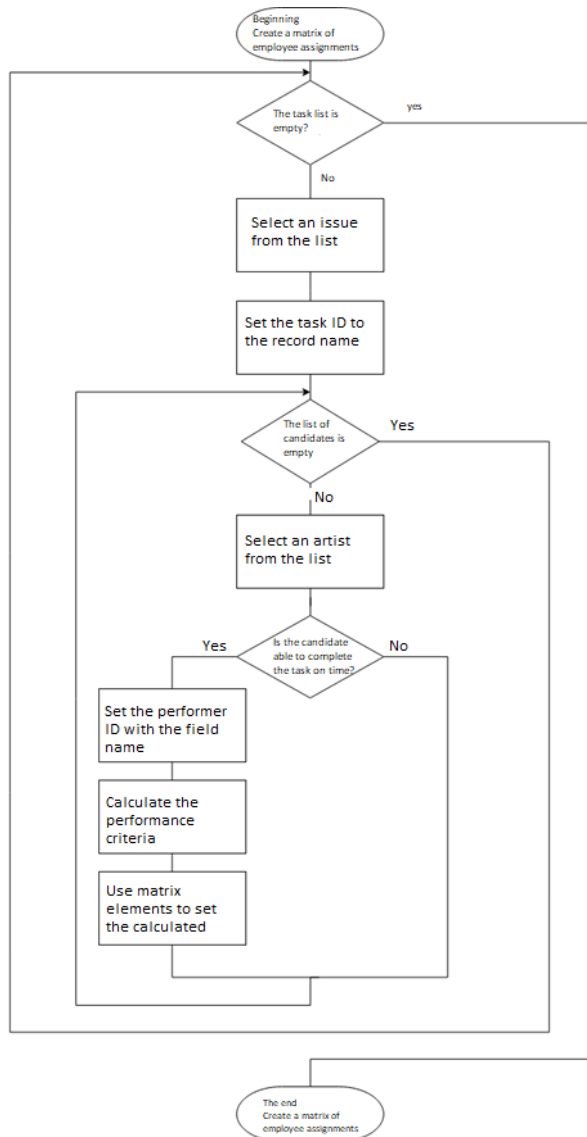 Beginning
Create a matrix of
employee assignments
The task list is
empty?
yes
No
Select an issue
from the list
Set the task ID to
the record name
The list of
candidates is
empty
Yes
No
Select an artist
from the list
Is the candidate
able to complete
the task on time?
Yes
No
Set the performer
ID with the field
name
Calculate the
performance
criteria
Use matrix
elements to set
the calculated
The end
Create a matrix of
employee assignments